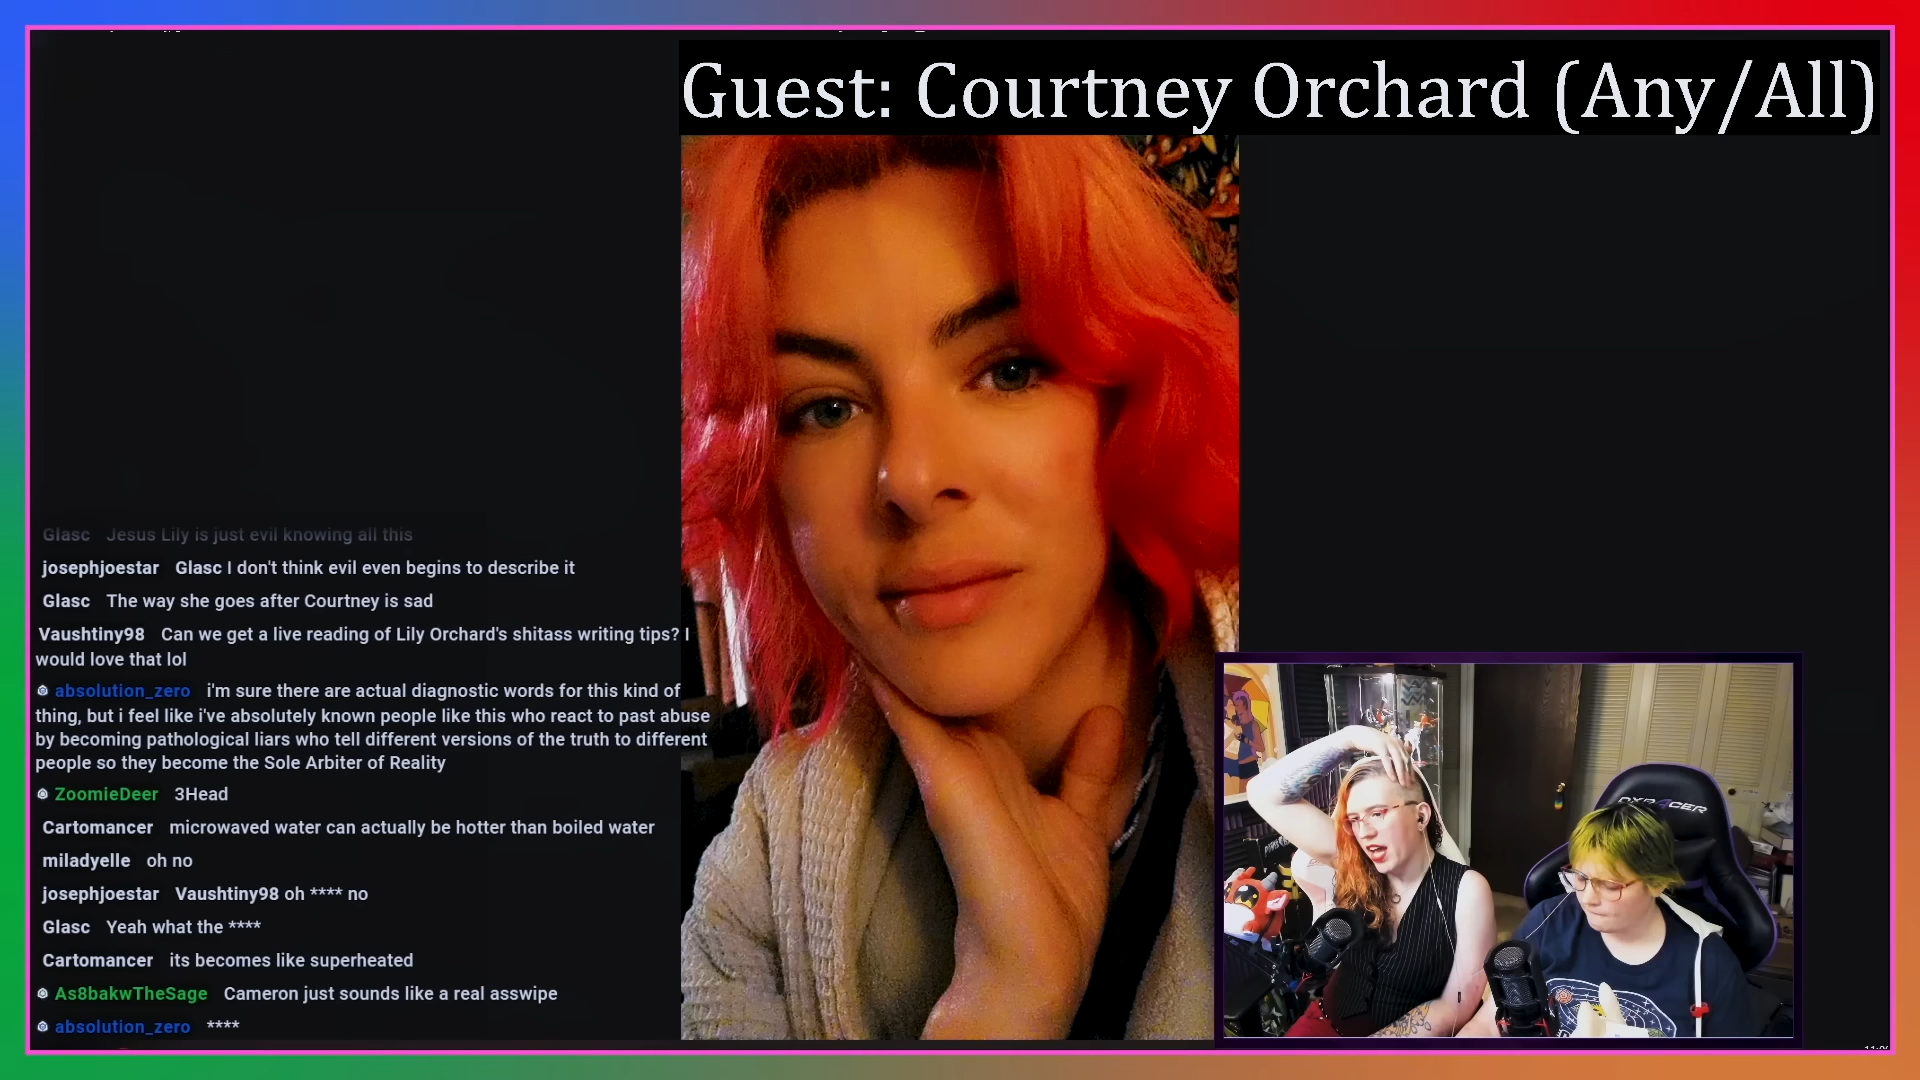 Guest: Courtney Orchard (Any/All)
Glasc Jesus Lily is just evil knowing all this
josephjoestar Glasc I don't think evil even begins to describe it
Glasc The way she goes after Courtney is sad
Vaushtiny98 Can we get a live reading of Lily Orchard's shitass writing tips? I
would love that lol
absolution_zero i'm sure there are actual diagnostic words for this kind of
thing, but i feel like i've absolutely known people like this who react to past abuse
by becoming pathological liars who tell different versions of the truth to different
people so they become the Sole Arbiter of Reality
ZoomieDeer 3Head
Cartomancer microwaved water can actually be hotter than boiled water
miladyelle oh no
josephjoestar Vaushtiny98 oh **** no
Glasc Yeah what the ****
Cartomancer its becomes like superheated
As8bakwTheSage Cameron just sounds like a real asswipe
absolution_zero ****